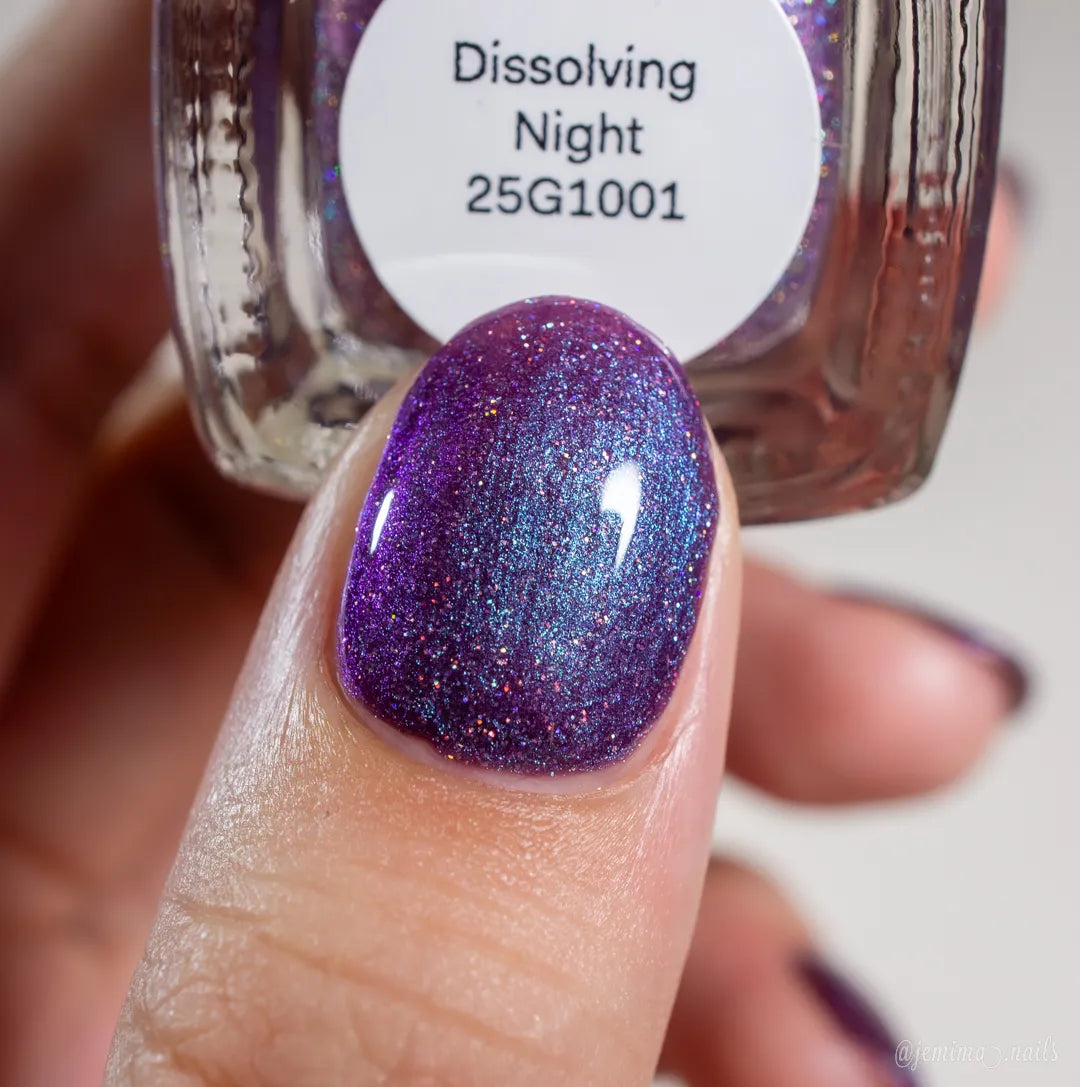 Dissolving
Night
25G1001
@jemima_nails